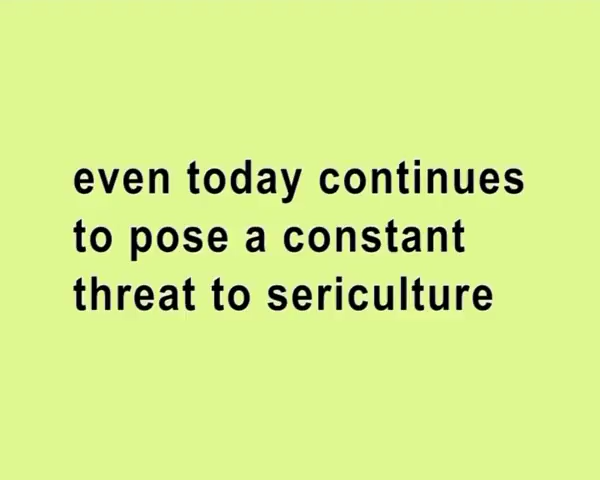 even today continues
to pose a constant
threat to sericulture